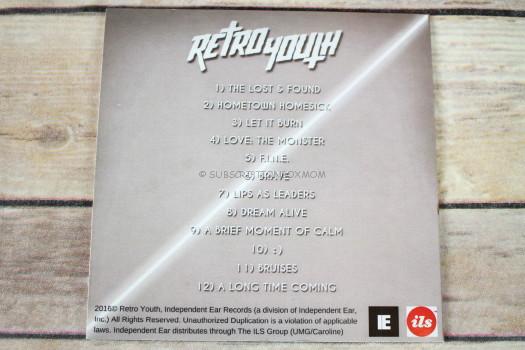 RETRO YOUTH
1) THE LOST & FOUND
2) HOMETOWN HOMESICK
3) LET IT BURN
4) LOVE: THE MONSTER
5) F.I.N.E.
© SUBSCRIPTIONBOXMOM
6) BRAVE
7) LIPS AS LEADERS
8) DREAM ALIVE
9) A BRIEF MOMENT OF CALM
10) :)
11) BRUISES
12) A LONG TIME COMING
2016© Retro Youth, Independent Ear Records (a division of Independent Ear,
Inc.) All Rights Reserved. Unauthorized Duplication is a violation of applicable
laws. Independent Ear distributes through The ILS Group (UMG/Caroline)
IE
ils